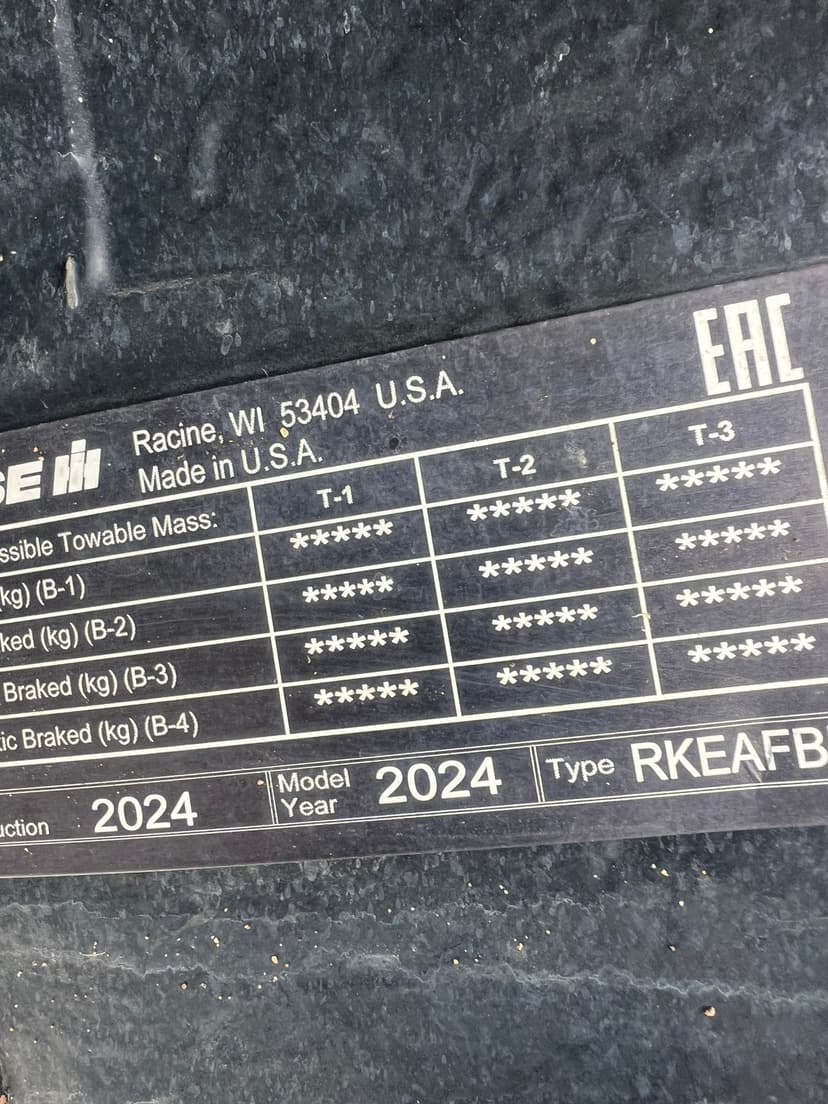 EAC
Racine, WI 53404 U.S.A.
SE IH Made in U.S.A.
T-1 T-2 T-3
ssible Towable Mass: ***** ***** *****
kg) (B-1) ***** ***** *****
ked (kg) (B-2) ***** ***** *****
Braked (kg) (B-3) ***** ***** *****
ic Braked (kg) (B-4)
uction 2024 Model Year 2024 Type RKEAFB